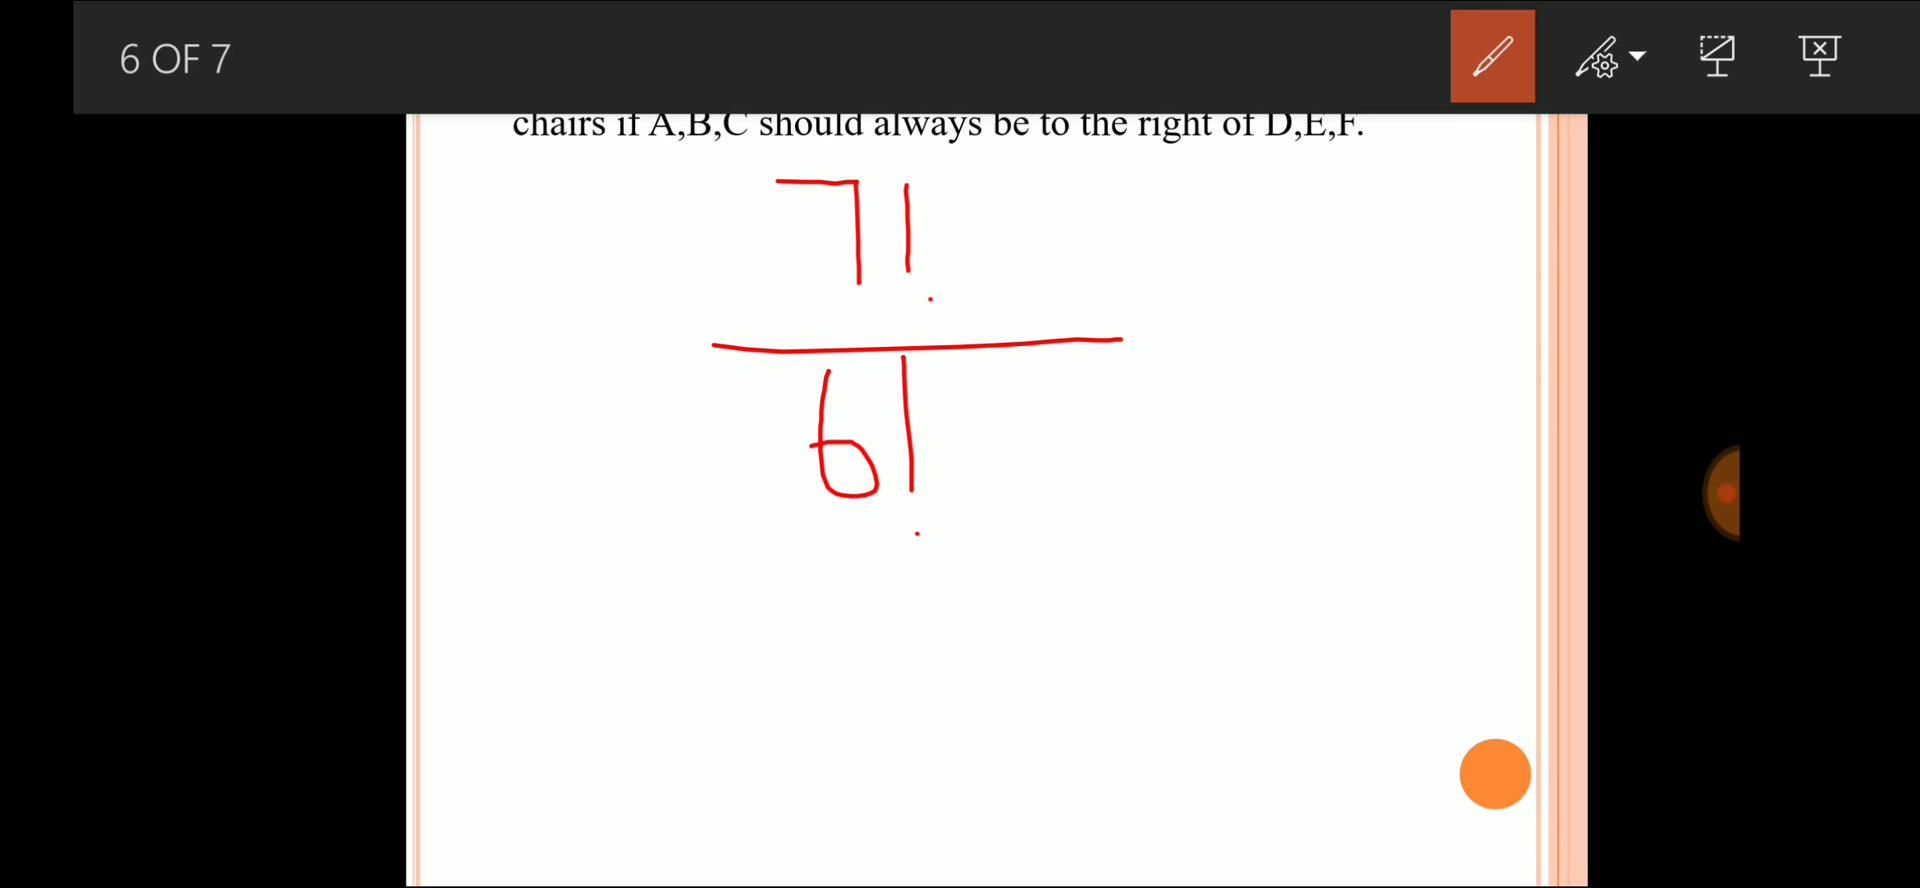 6 OF 7
chairs if A,B,C should always be to the right of D,E,F.
7!
6!